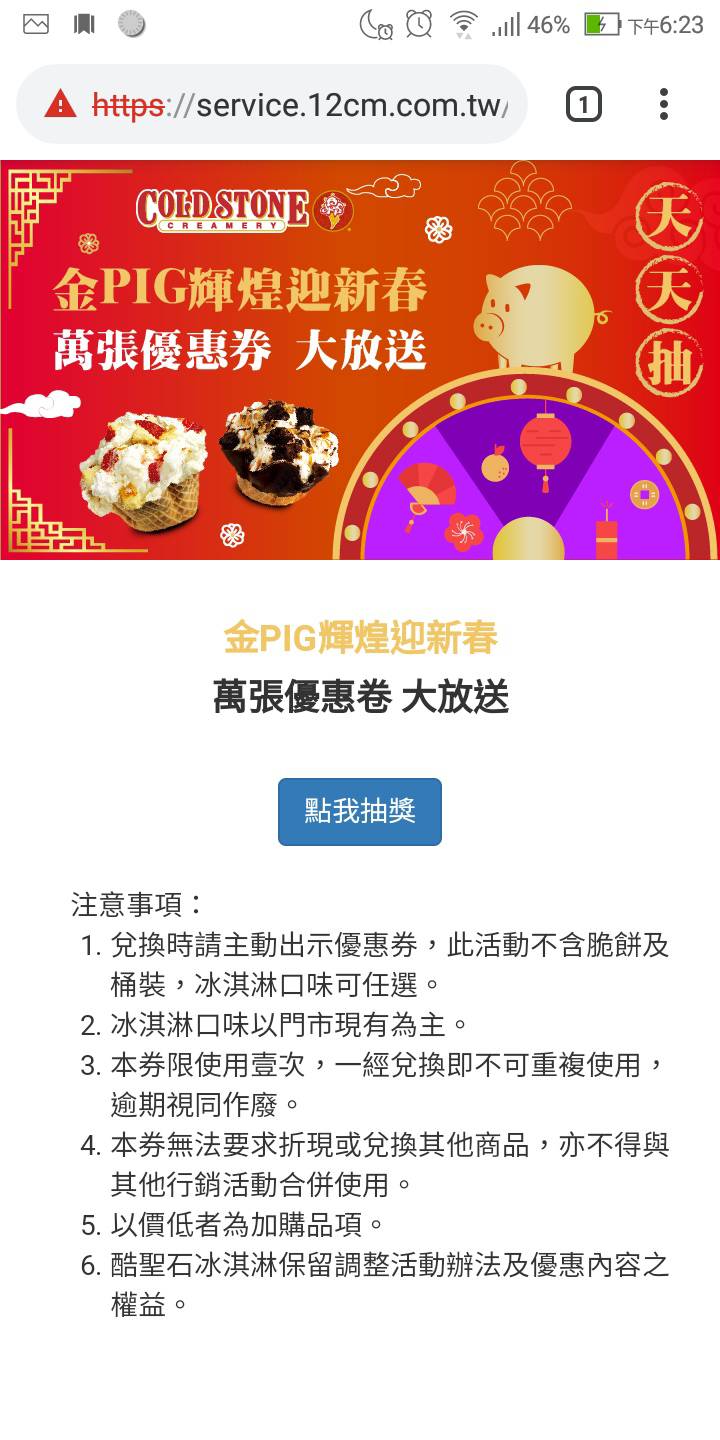 46% 下午6:23
https://service.12cm.com.tw/
1
COLD STONE
CREAMERY
金PIG輝煌迎新春
萬張優惠券 大放送
天
天
抽
金PIG輝煌迎新春
萬張優惠卷 大放送
點我抽獎
注意事項：
1. 兌換時請主動出示優惠券，此活動不含脆餅及
桶裝，冰淇淋口味可任選。
2. 冰淇淋口味以門市現有為主。
3. 本券限使用壹次，一經兌換即不可重複使用，
逾期視同作廢。
4. 本券無法要求折現或兌換其他商品，亦不得與
其他行銷活動合併使用。
5. 以價低者為加購品項。
6. 酷聖石冰淇淋保留調整活動辦法及優惠內容之
權益。